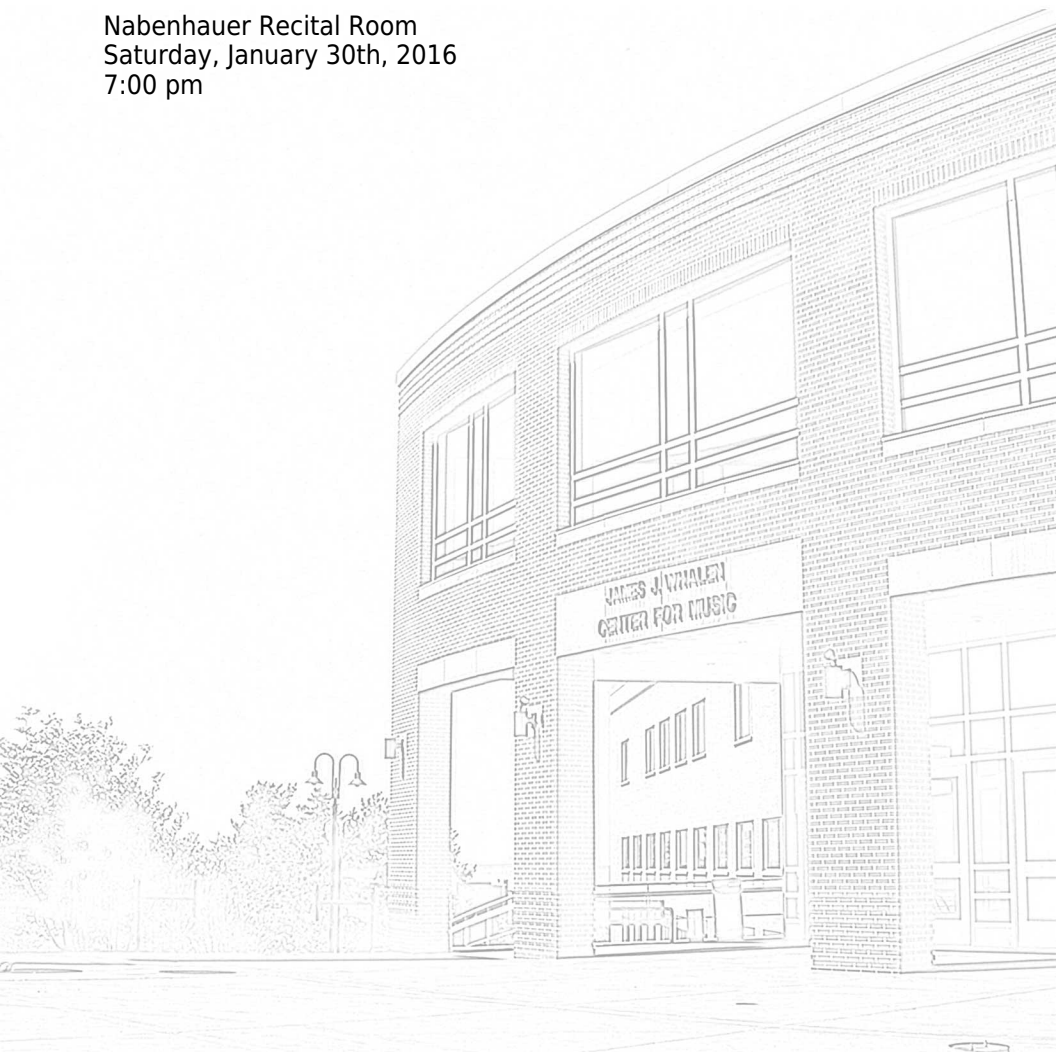 Nabenhauer Recital Room
Saturday, January 30th, 2016
7:00 pm
JAMES J. WHALEN
CENTER FOR MUSIC